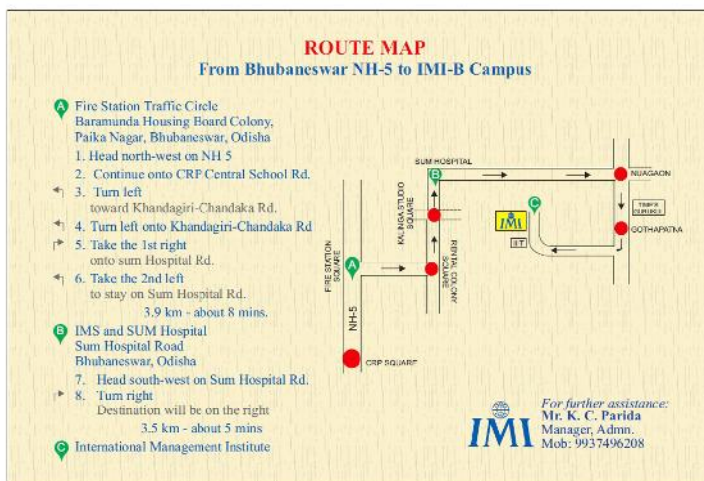 ROUTE MAP
From Bhubaneswar NH-5 to IMI-B Campus
A Fire Station Traffic Circle
Baramunda Housing Board Colony,
Paika Nagar, Bhubaneswar, Odisha
1. Head north-west on NH 5
2. Continue onto CRP Central School Rd.
3. Turn left
toward Khandagiri-Chandaka Rd.
4. Turn left onto Khandagiri-Chandaka Rd
5. Take the 1st right
onto sum Hospital Rd.
6. Take the 2nd left
to stay on Sum Hospital Rd.
3.9 km - about 8 mins.
B IMS and SUM Hospital
Sum Hospital Road
Bhubaneswar, Odisha
7. Head south-west on Sum Hospital Rd.
8. Turn right
Destination will be on the right
3.5 km - about 5 mins
C International Management Institute
SUM HOSPITAL
B
NUAGAON
KALINGA STUDIO
SQUARE
C
IMI
IIT
GOTHAPATNA
FIRE STATION
SQUARE
A
RENTAL COLONY
SQUARE
NH-5
CRP SQUARE
IMI
For further assistance:
Mr. K. C. Parida
Manager, Admn.
Mob: 9937496208